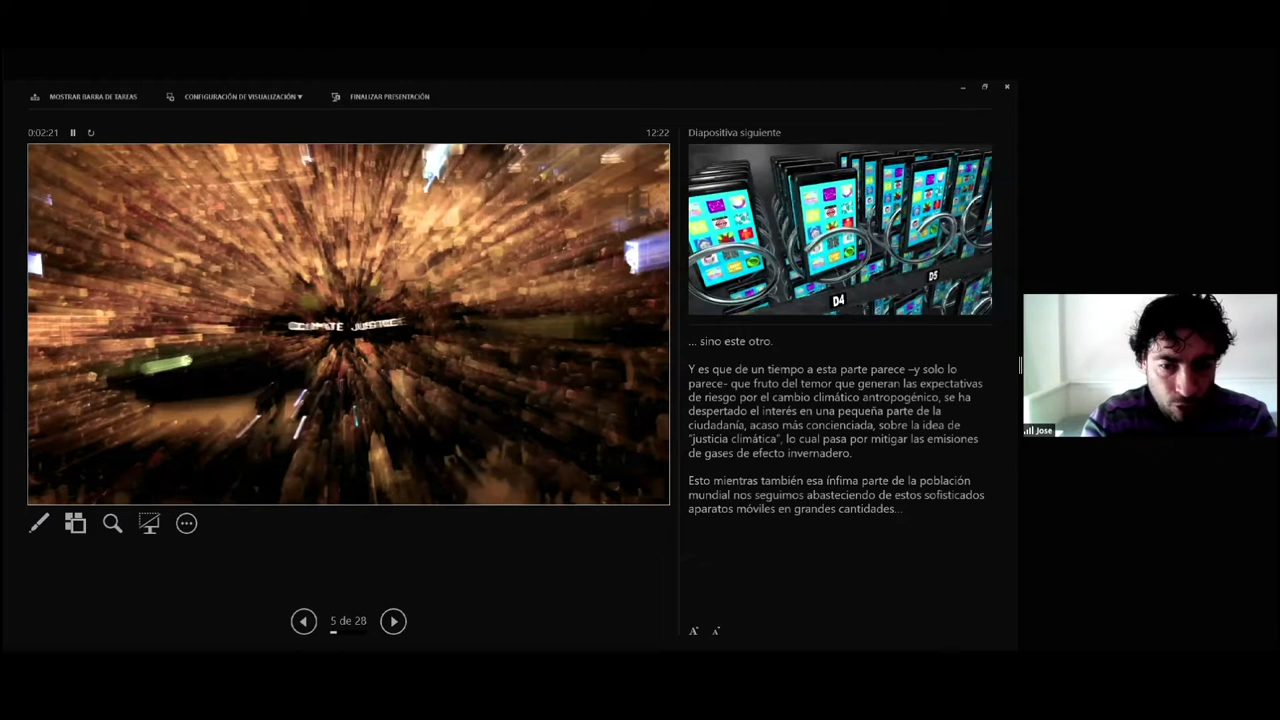 MOSTRAR BARRA DE TAREAS
CONFIGURACIÓN DE VISUALIZACIÓN ▾
FINALIZAR PRESENTACIÓN
0:02:21
12:22
CLIMATE JUSTICE
5 de 28
Diapositiva siguiente
D4
D5
... sino este otro.
Y es que de un tiempo a esta parte parece –y solo lo
parece- que fruto del temor que generan las expectativas
de riesgo por el cambio climático antropogénico, se ha
despertado el interés en una pequeña parte de la
ciudadanía, acaso más concienciada, sobre la idea de
"justicia climática", lo cual pasa por mitigar las emisiones
de gases de efecto invernadero.
Esto mientras también esa ínfima parte de la población
mundial nos seguimos abasteciendo de estos sofisticados
aparatos móviles en grandes cantidades...
A A
Jose